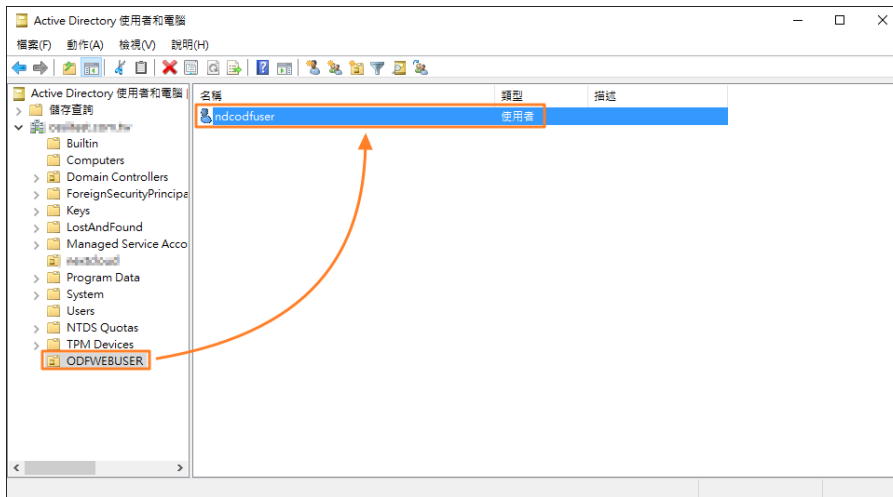 Active Directory 使用者和電腦
檔案(F) 動作(A) 檢視(V) 說明(H)
Active Directory 使用者和電腦 [
儲存查詢
Builtin
Computers
Domain Controllers
ForeignSecurityPrincipa
Keys
LostAndFound
Managed Service Acco
Program Data
System
Users
NTDS Quotas
TPM Devices
ODFWEBUSER
名稱 類型 描述
ndcodfuser 使用者